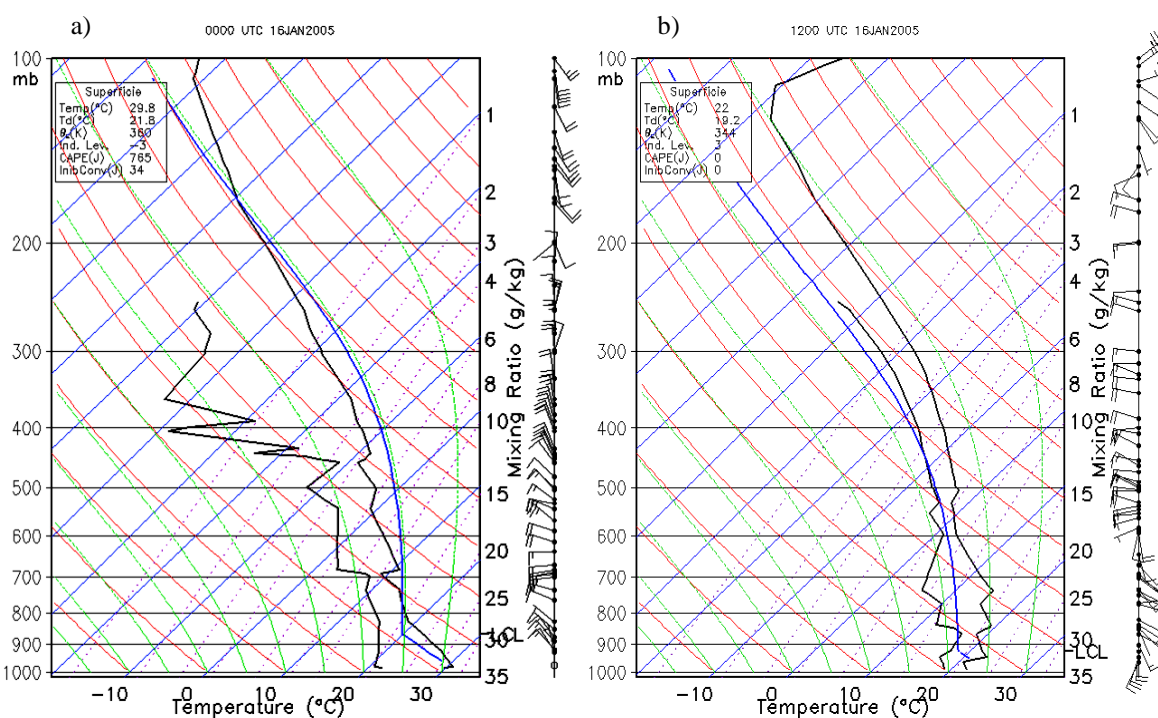 a)
0000 UTC 16JAN2005
100
mb
200
300
400
500
600
700
800
900
1000
Superficie
Temp(°C) 29.8
Td(°C) 21.8
θe(K) 360
Ind. Lev. -3
CAPE(J) 765
InibConv(J) 34
1
2
3
4
6
8
10
15
20
25
30
35
LCL
Mixing Ratio (g/kg)
-10 0 10 20 30
Temperature (°C)
b)
1200 UTC 16JAN2005
100
mb
200
300
400
500
600
700
800
900
1000
Superficie
Temp(°C) 22
Td(°C) 19.2
θe(K) 344
Ind. Lev. 3
CAPE(J) 0
InibConv(J) 0
1
2
3
4
6
8
10
15
20
25
30
35
LCL
Mixing Ratio (g/kg)
-10 0 10 20 30
Temperature (°C)